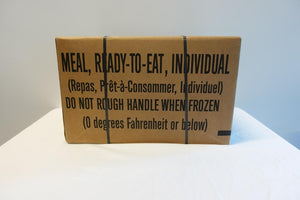 MEAL, READY-TO-EAT, INDIVIDUAL
(Repas, Prêt-à-Consommer, Individuel)
DO NOT ROUGH HANDLE WHEN FROZEN
(0 degrees Fahrenheit or below)